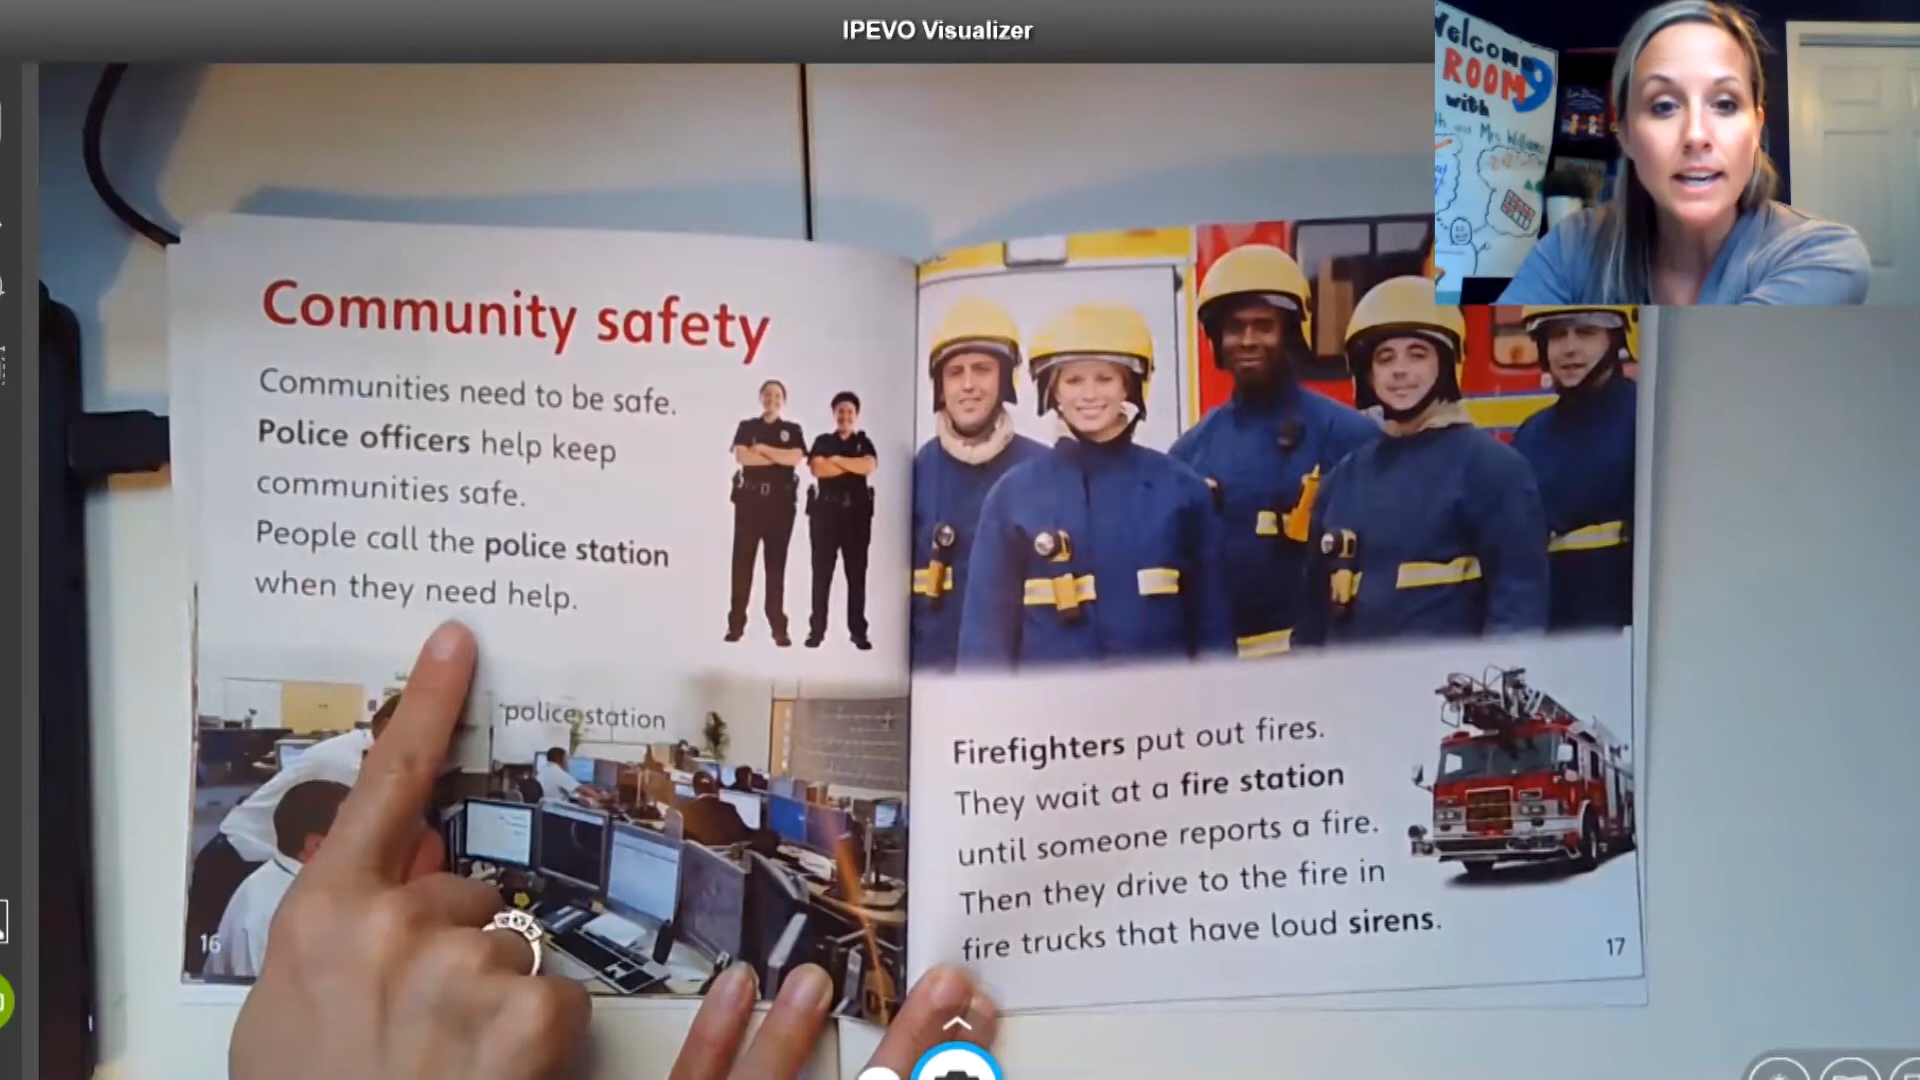 IPEVO Visualizer
Welcome
ROOM 9
with
Mrs Williams
Community safety
Communities need to be safe.
Police officers help keep
communities safe.
People call the police station
when they need help.
police station
16
Firefighters put out fires.
They wait at a fire station
until someone reports a fire.
Then they drive to the fire in
fire trucks that have loud sirens.
17